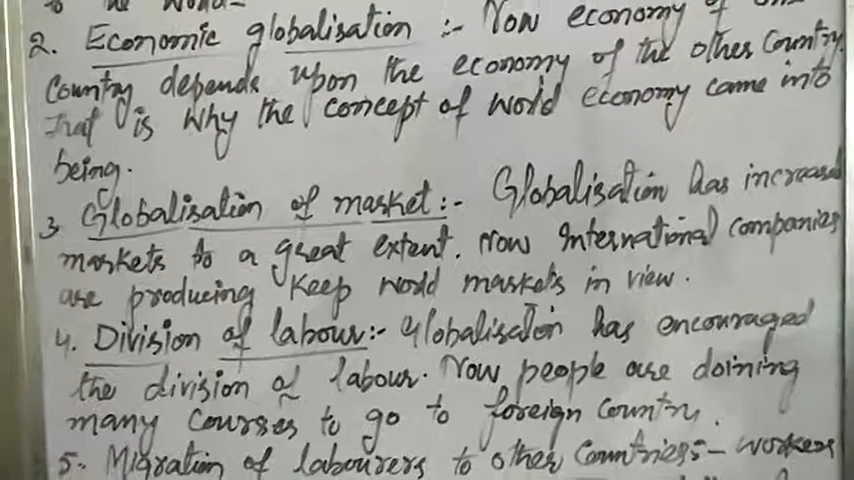 to the world-
2. Economic globalisation :- Now economy of one
Country depends upon the economy of the other Country.
That is why the concept of world economy came into
being.
3 Globalisation of market:- Globalisation has increased
markets to a great extent. Now International companies
are producing keep world markets in view.
4. Division of labour:- Globalisation has encouraged
the division of labour. Now people are doining
many courses to go to foreign country.
5. Migration of labourers to other Countries:- workers